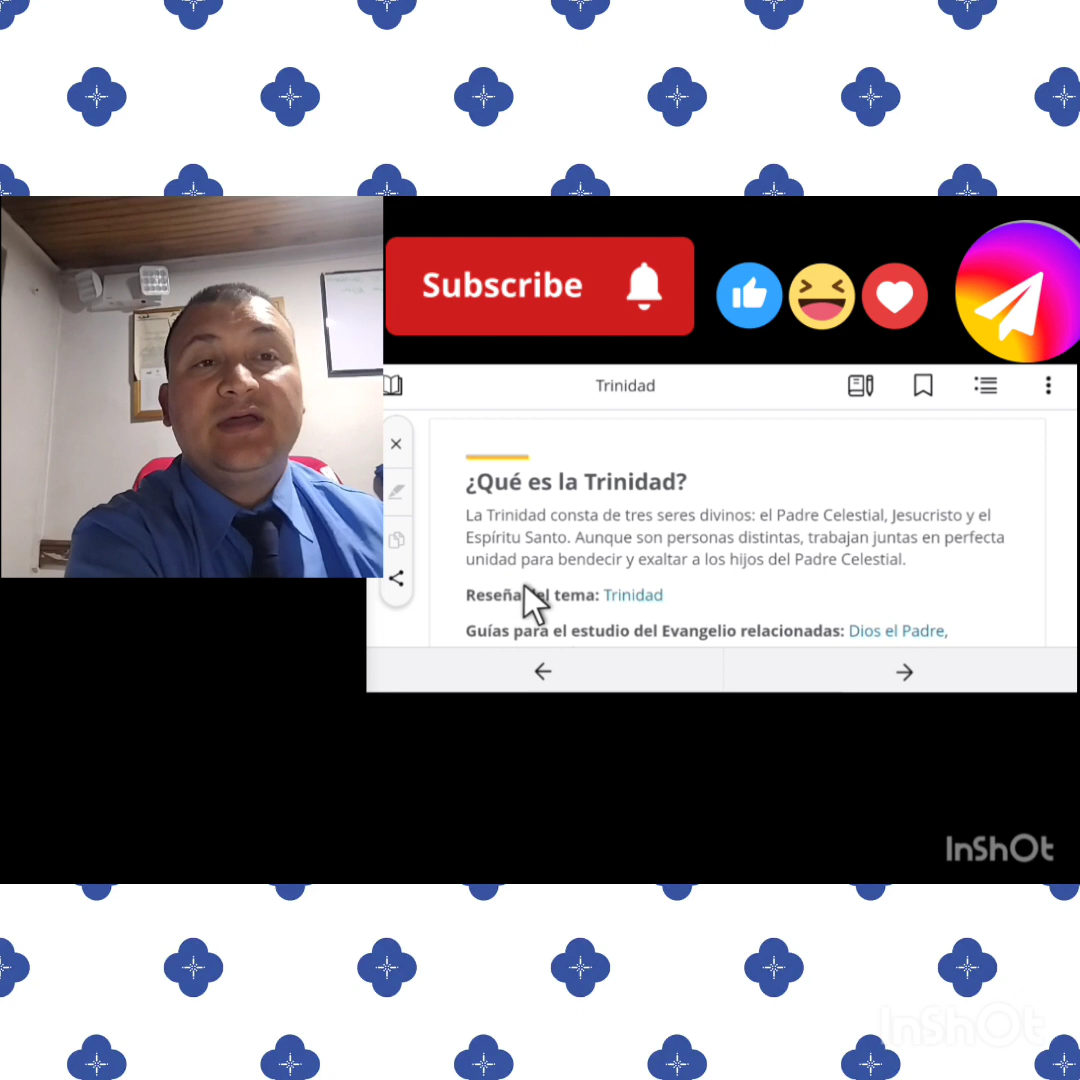 Subscribe
Trinidad
¿Qué es la Trinidad?
La Trinidad consta de tres seres divinos: el Padre Celestial, Jesucristo y el
Espíritu Santo. Aunque son personas distintas, trabajan juntas en perfecta
unidad para bendecir y exaltar a los hijos del Padre Celestial.
Reseña del tema: Trinidad
Guías para el estudio del Evangelio relacionadas: Dios el Padre,
InShOt
InShOt